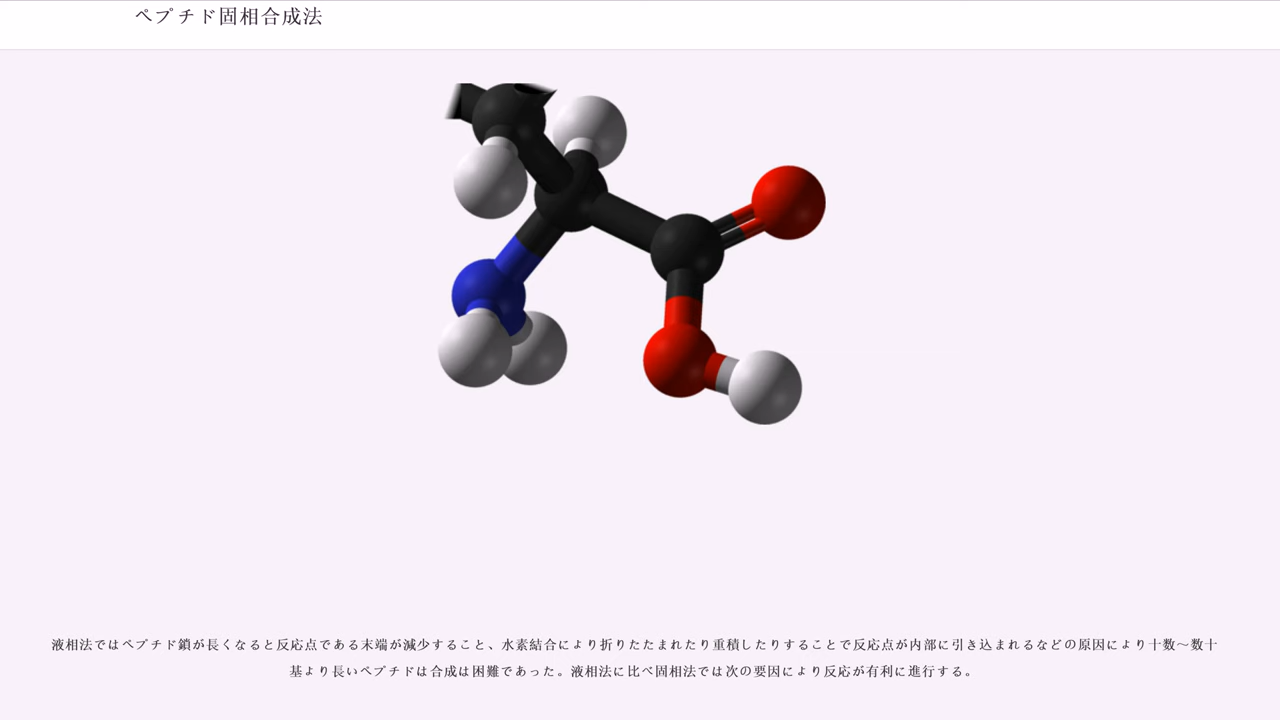 ペプチド固相合成法
液相法ではペプチド鎖が長くなると反応点である末端が減少すること、水素結合により折りたたまれたり重積したりすることで反応点が内部に引き込まれるなどの原因により十数〜数十
基より長いペプチドは合成は困難であった。液相法に比べ固相法では次の要因により反応が有利に進行する。